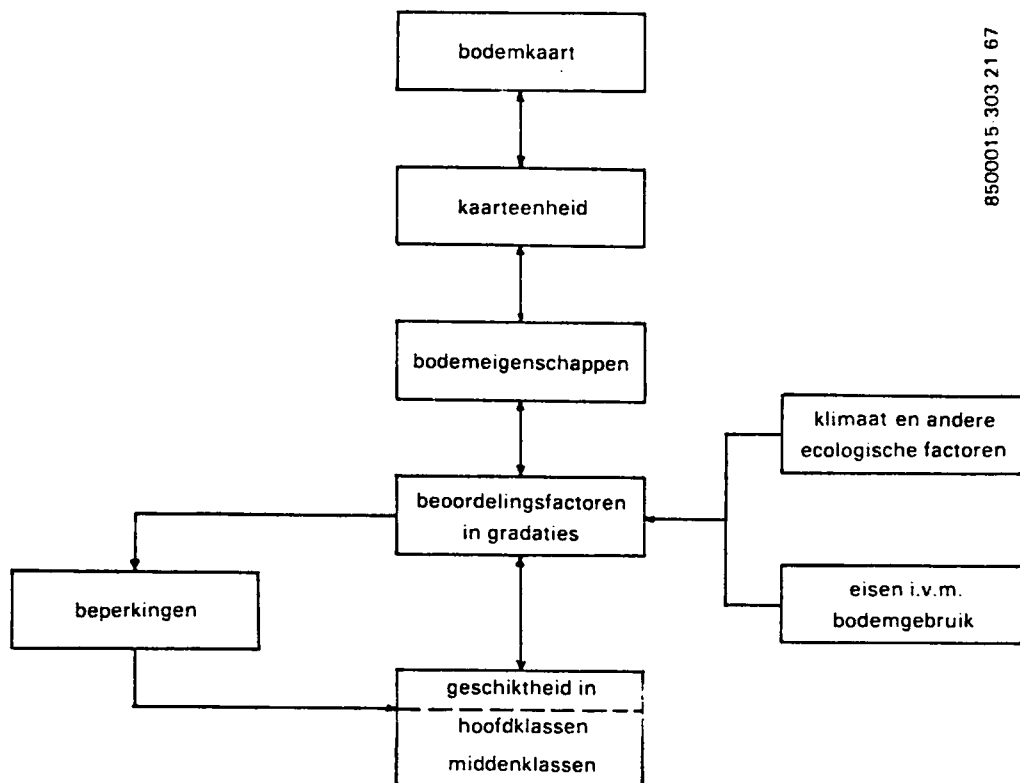 bodemkaart
8500015·303 21 67
kaarteenheid
bodemeigenschappen
klimaat en andere
ecologische factoren
beoordelingsfactoren
in gradaties
beperkingen
eisen i.v.m.
bodemgebruik
geschiktheid in
hoofdklassen
middenklassen